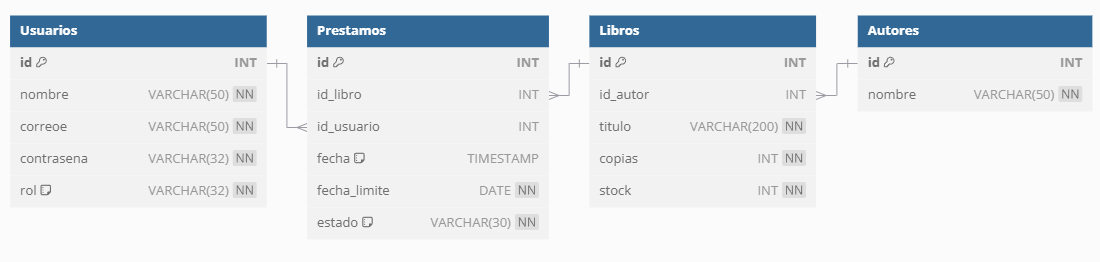 Usuarios
id INT
nombre VARCHAR(50) NN
correoe VARCHAR(50) NN
contrasena VARCHAR(32) NN
rol VARCHAR(32) NN
Prestamos
id INT
id_libro INT
id_usuario INT
fecha TIMESTAMP
fecha_limite DATE NN
estado VARCHAR(30) NN
Libros
id INT
id_autor INT
titulo VARCHAR(200) NN
copias INT NN
stock INT NN
Autores
id INT
nombre VARCHAR(50) NN